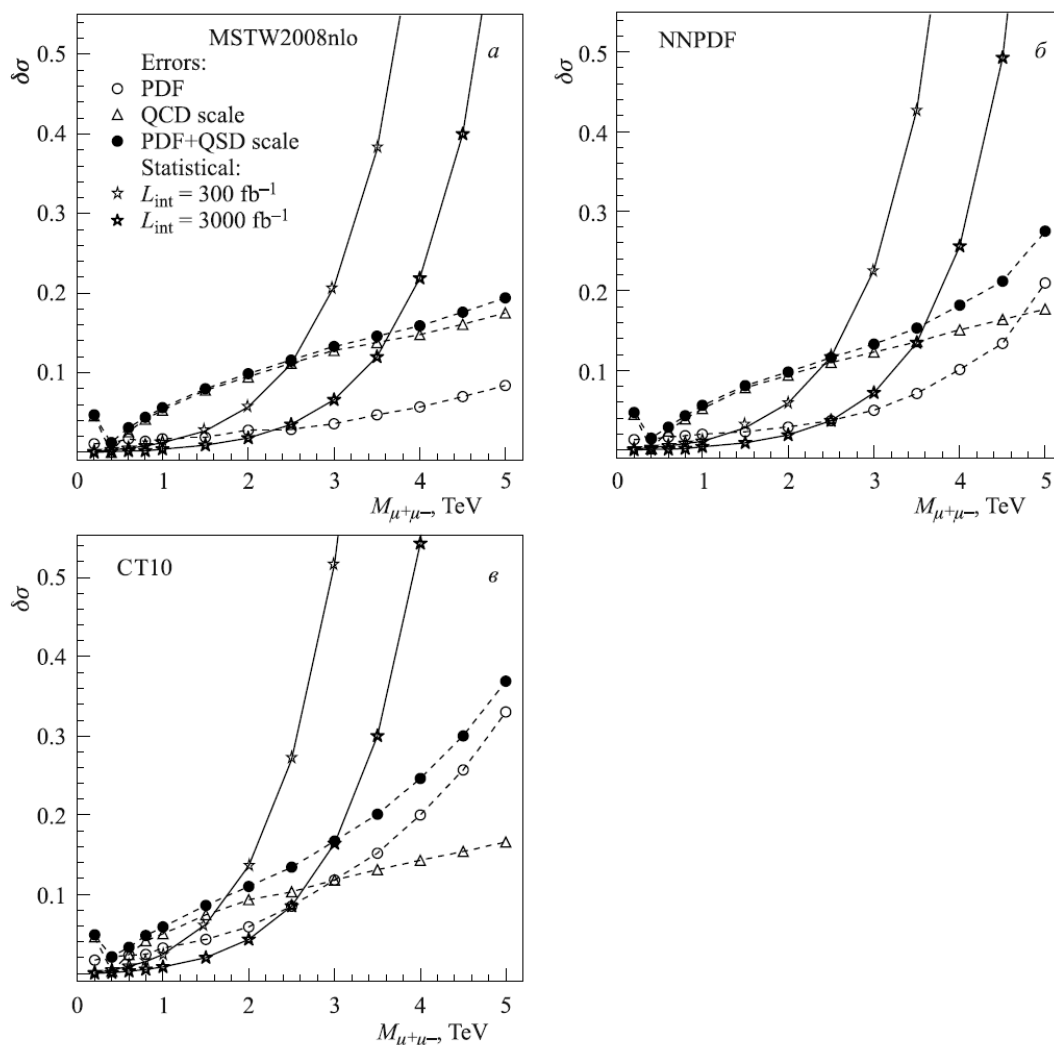 MSTW2008nlo
а
δσ
0.5
0.4
0.3
0.2
0.1
Errors:
PDF
QCD scale
PDF+QSD scale
Statistical:
L_int = 300 fb⁻¹
L_int = 3000 fb⁻¹
0 1 2 3 4 5
M_μ+μ−, TeV
NNPDF
б
δσ
0.5
0.4
0.3
0.2
0.1
0 1 2 3 4 5
M_μ+μ−, TeV
CT10
в
δσ
0.5
0.4
0.3
0.2
0.1
0 1 2 3 4 5
M_μ+μ−, TeV